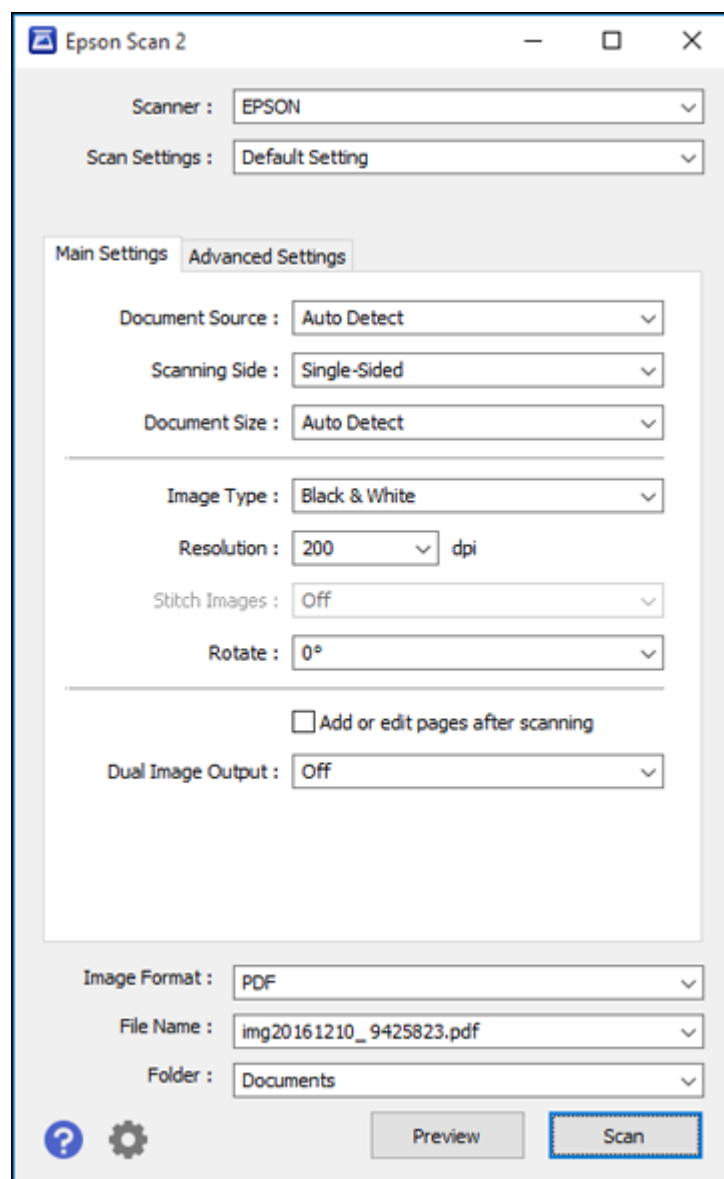 Epson Scan 2
Scanner : EPSON
Scan Settings : Default Setting
Main Settings Advanced Settings
Document Source : Auto Detect
Scanning Side : Single-Sided
Document Size : Auto Detect
Image Type : Black & White
Resolution : 200 dpi
Stitch Images : Off
Rotate : 0°
Add or edit pages after scanning
Dual Image Output : Off
Image Format : PDF
File Name : img20161210_ 9425823.pdf
Folder : Documents
? Preview Scan